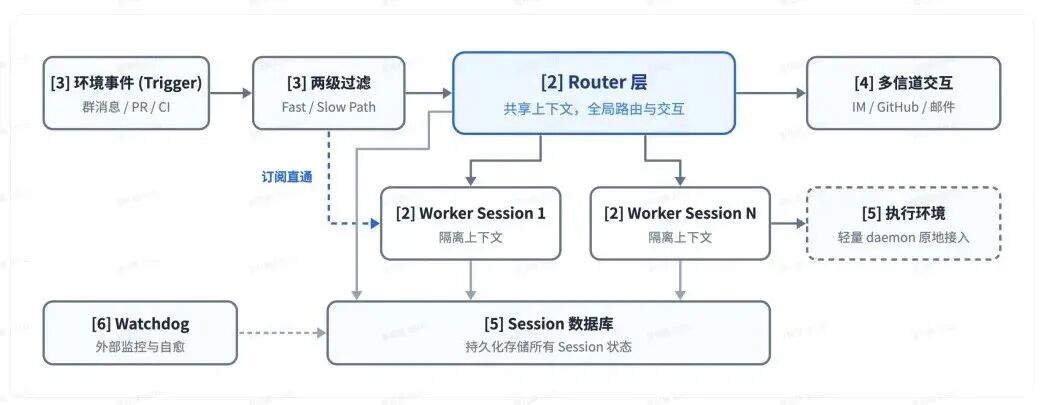 [3] 环境事件 (Trigger)
群消息 / PR / CI
[3] 两级过滤
Fast / Slow Path
[2] Router 层
共享上下文，全局路由与交互
[4] 多信道交互
IM / GitHub / 邮件
订阅直通
[2] Worker Session 1
隔离上下文
[2] Worker Session N
隔离上下文
[5] 执行环境
轻量 daemon 原地接入
[6] Watchdog
外部监控与自愈
[5] Session 数据库
持久化存储所有 Session 状态